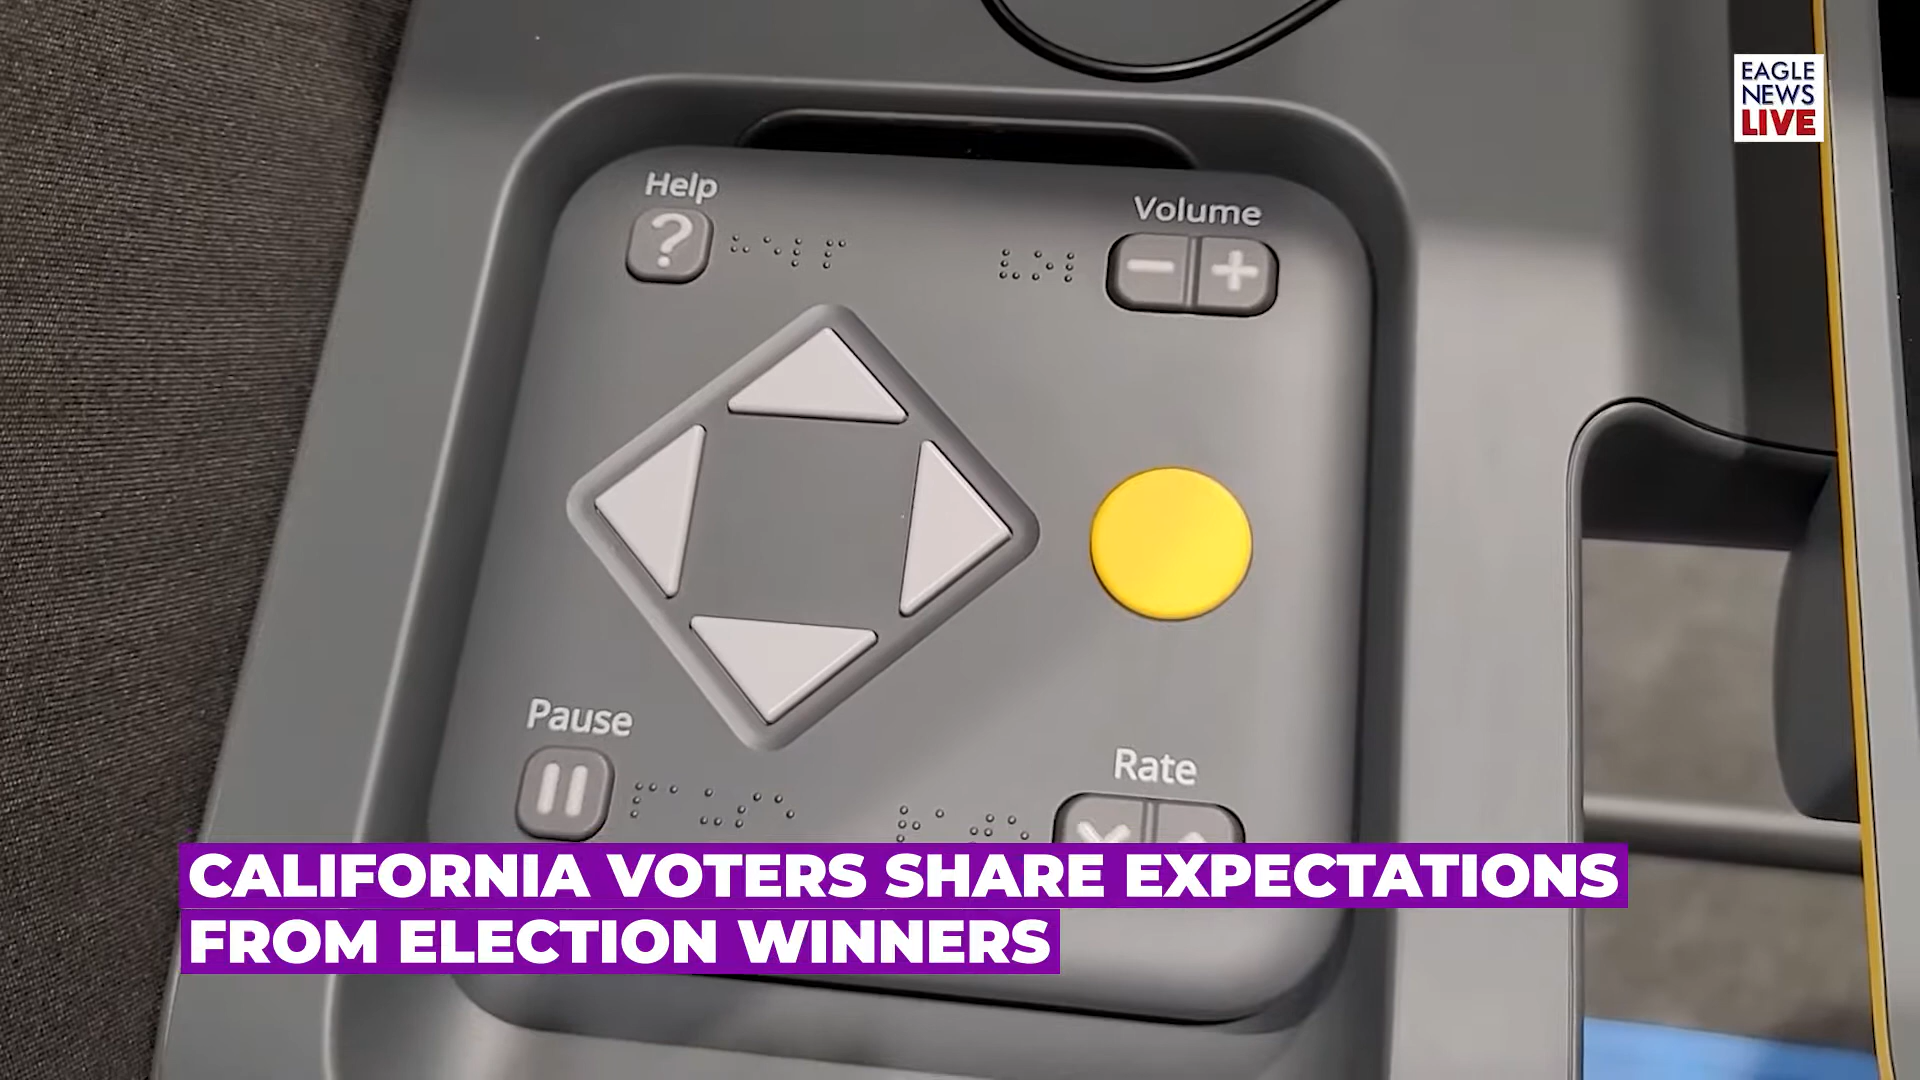 EAGLE
NEWS
LIVE
Help
?
Volume
− +
Pause
Rate
CALIFORNIA VOTERS SHARE EXPECTATIONS
FROM ELECTION WINNERS